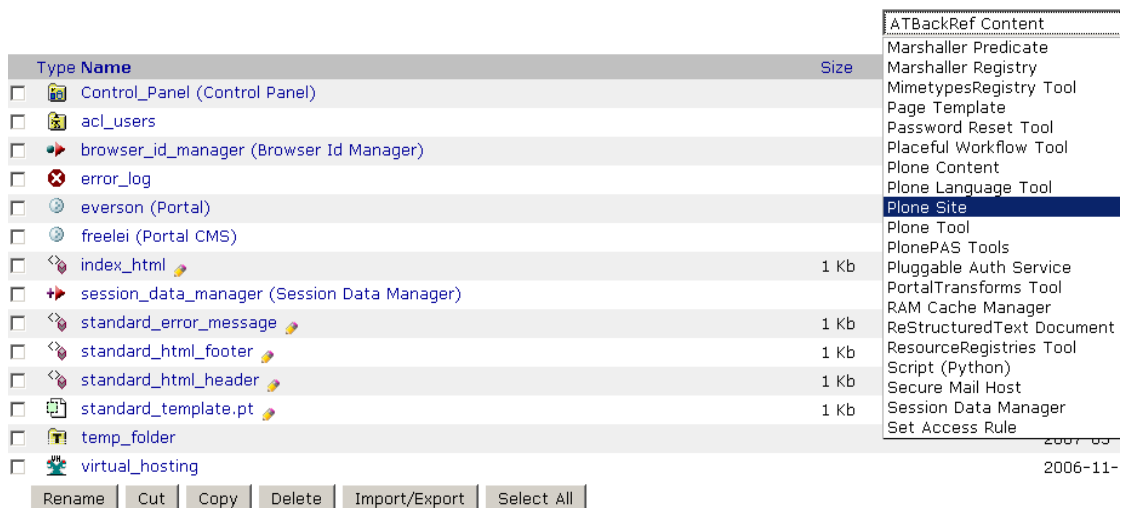 ATBackRef Content
Marshaller Predicate
Marshaller Registry
MimetypesRegistry Tool
Page Template
Password Reset Tool
Placeful Workflow Tool
Plone Content
Plone Language Tool
Plone Site
Plone Tool
PlonePAS Tools
Pluggable Auth Service
PortalTransforms Tool
RAM Cache Manager
ReStructuredText Document
ResourceRegistries Tool
Script (Python)
Secure Mail Host
Session Data Manager
Set Access Rule
Type Name Size
Control_Panel (Control Panel)
acl_users
browser_id_manager (Browser Id Manager)
error_log
everson (Portal)
freelei (Portal CMS)
index_html 1 Kb
session_data_manager (Session Data Manager)
standard_error_message 1 Kb
standard_html_footer 1 Kb
standard_html_header 1 Kb
standard_template.pt 1 Kb
temp_folder
virtual_hosting 2006-11-
Rename Cut Copy Delete Import/Export Select All